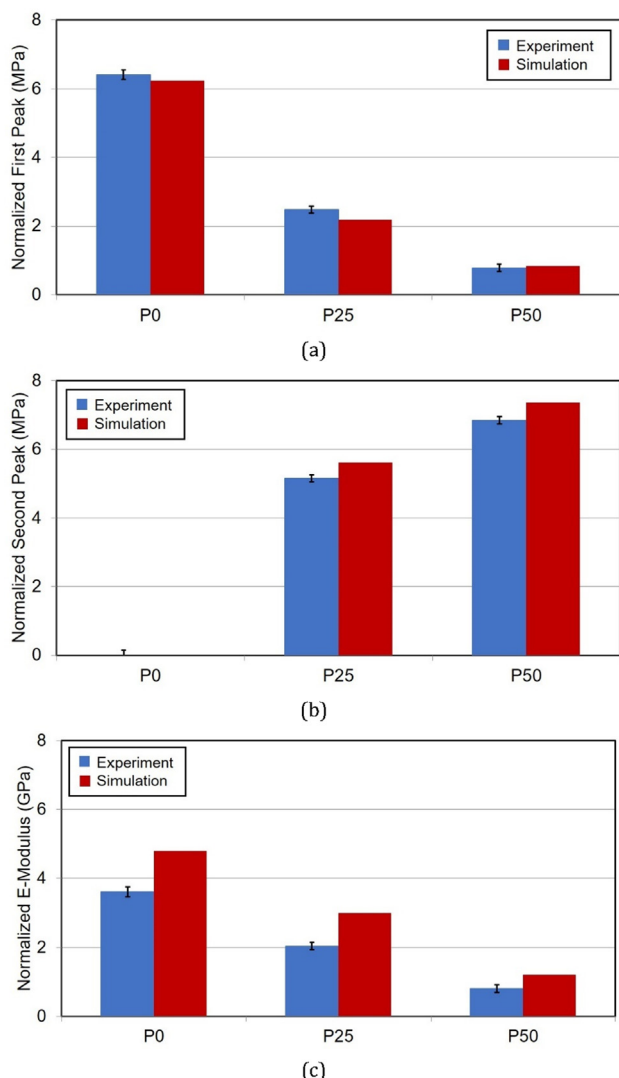 8
Normalized First Peak (MPa)
6
4
2
0
Experiment
Simulation
P0 P25 P50
(a)
8
Normalized Second Peak (MPa)
6
4
2
0
Experiment
Simulation
P0 P25 P50
(b)
8
Normalized E-Modulus (GPa)
6
4
2
0
Experiment
Simulation
P0 P25 P50
(c)